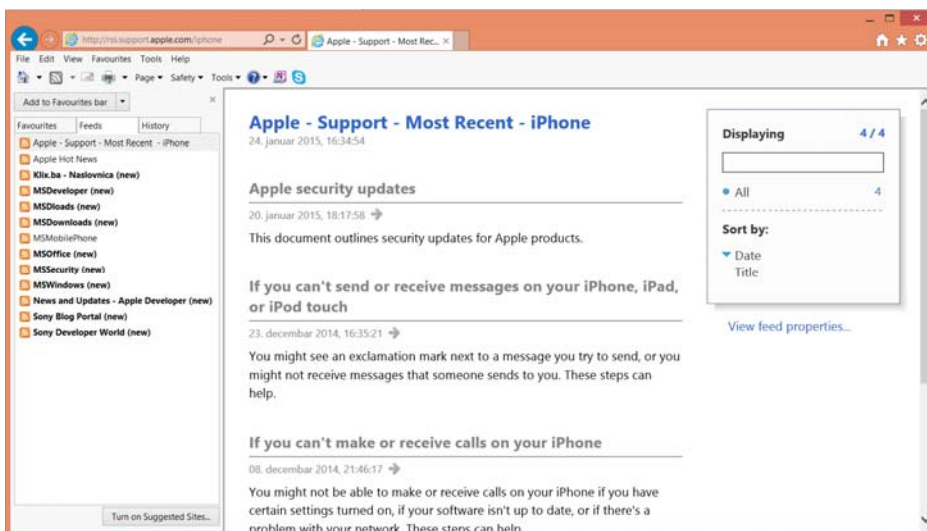 http://rss.support.apple.com/iphone
Apple - Support - Most Rec...
File Edit View Favourites Tools Help
Page Safety Tools
Add to Favourites bar
Favourites Feeds History
Apple - Support - Most Recent - iPhone
Apple Hot News
Klix.ba - Naslovnica (new)
MSDeveloper (new)
MSDloads (new)
MSDownloads (new)
MSMobilePhone
MSOffice (new)
MSSecurity (new)
MSWindows (new)
News and Updates - Apple Developer (new)
Sony Blog Portal (new)
Sony Developer World (new)
Turn on Suggested Sites...
Apple - Support - Most Recent - iPhone
24. januar 2015, 16:34:54
Apple security updates
20. januar 2015, 18:17:58
This document outlines security updates for Apple products.
If you can't send or receive messages on your iPhone, iPad,
or iPod touch
23. decembar 2014, 16:35:21
You might see an exclamation mark next to a message you try to send, or you
might not receive messages that someone sends to you. These steps can
help.
If you can't make or receive calls on your iPhone
08. decembar 2014, 21:46:17
You might not be able to make or receive calls on your iPhone if you have
certain settings turned on, if your software isn't up to date, or if there's a
problem with your network. These steps can help.
Displaying 4 / 4
All 4
Sort by:
Date
Title
View feed properties...